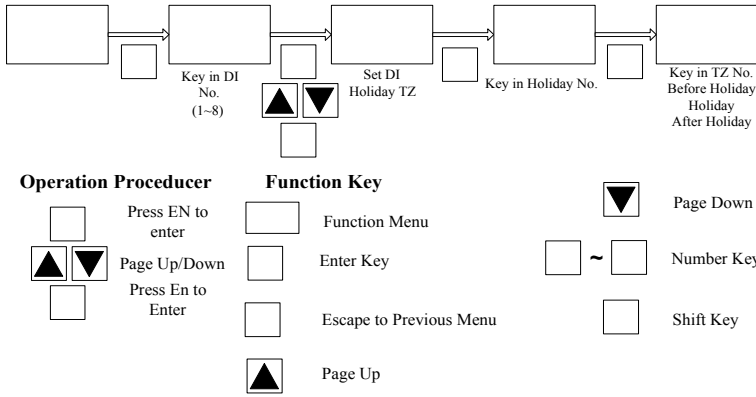 Key in DI
No.
(1~8)
Set DI
Holiday TZ
Key in Holiday No.
Key in TZ No.
Before Holiday
Holiday
After Holiday
Operation Proceducer
Press EN to
enter
Page Up/Down
Press En to
Enter
Function Key
Function Menu
Enter Key
Escape to Previous Menu
Page Up
Page Down
~
Number Key
Shift Key